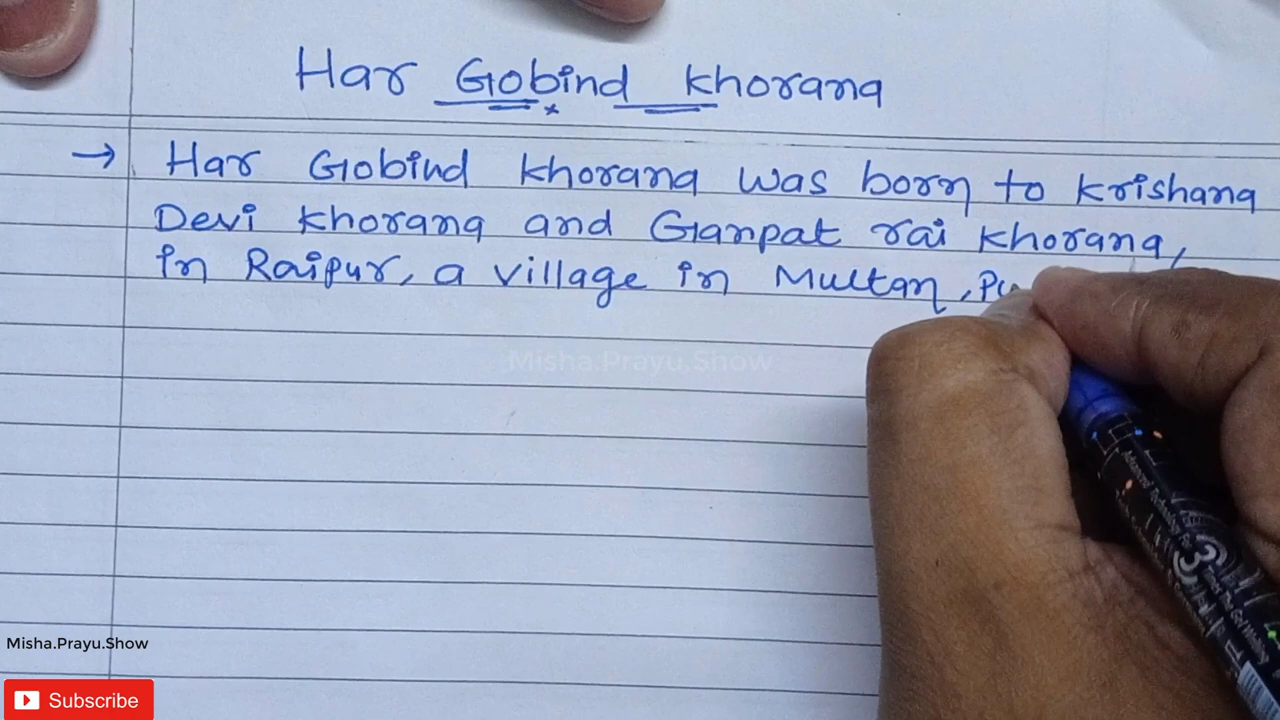 Har Gobind Khorana
→ Har Gobind Khorana was born to Krishana
Devi Khorana and Ganpat rai Khorana,
in Raipur, a village in Multan, Pu
Misha.Prayu.Show
Misha.Prayu.Show
Subscribe